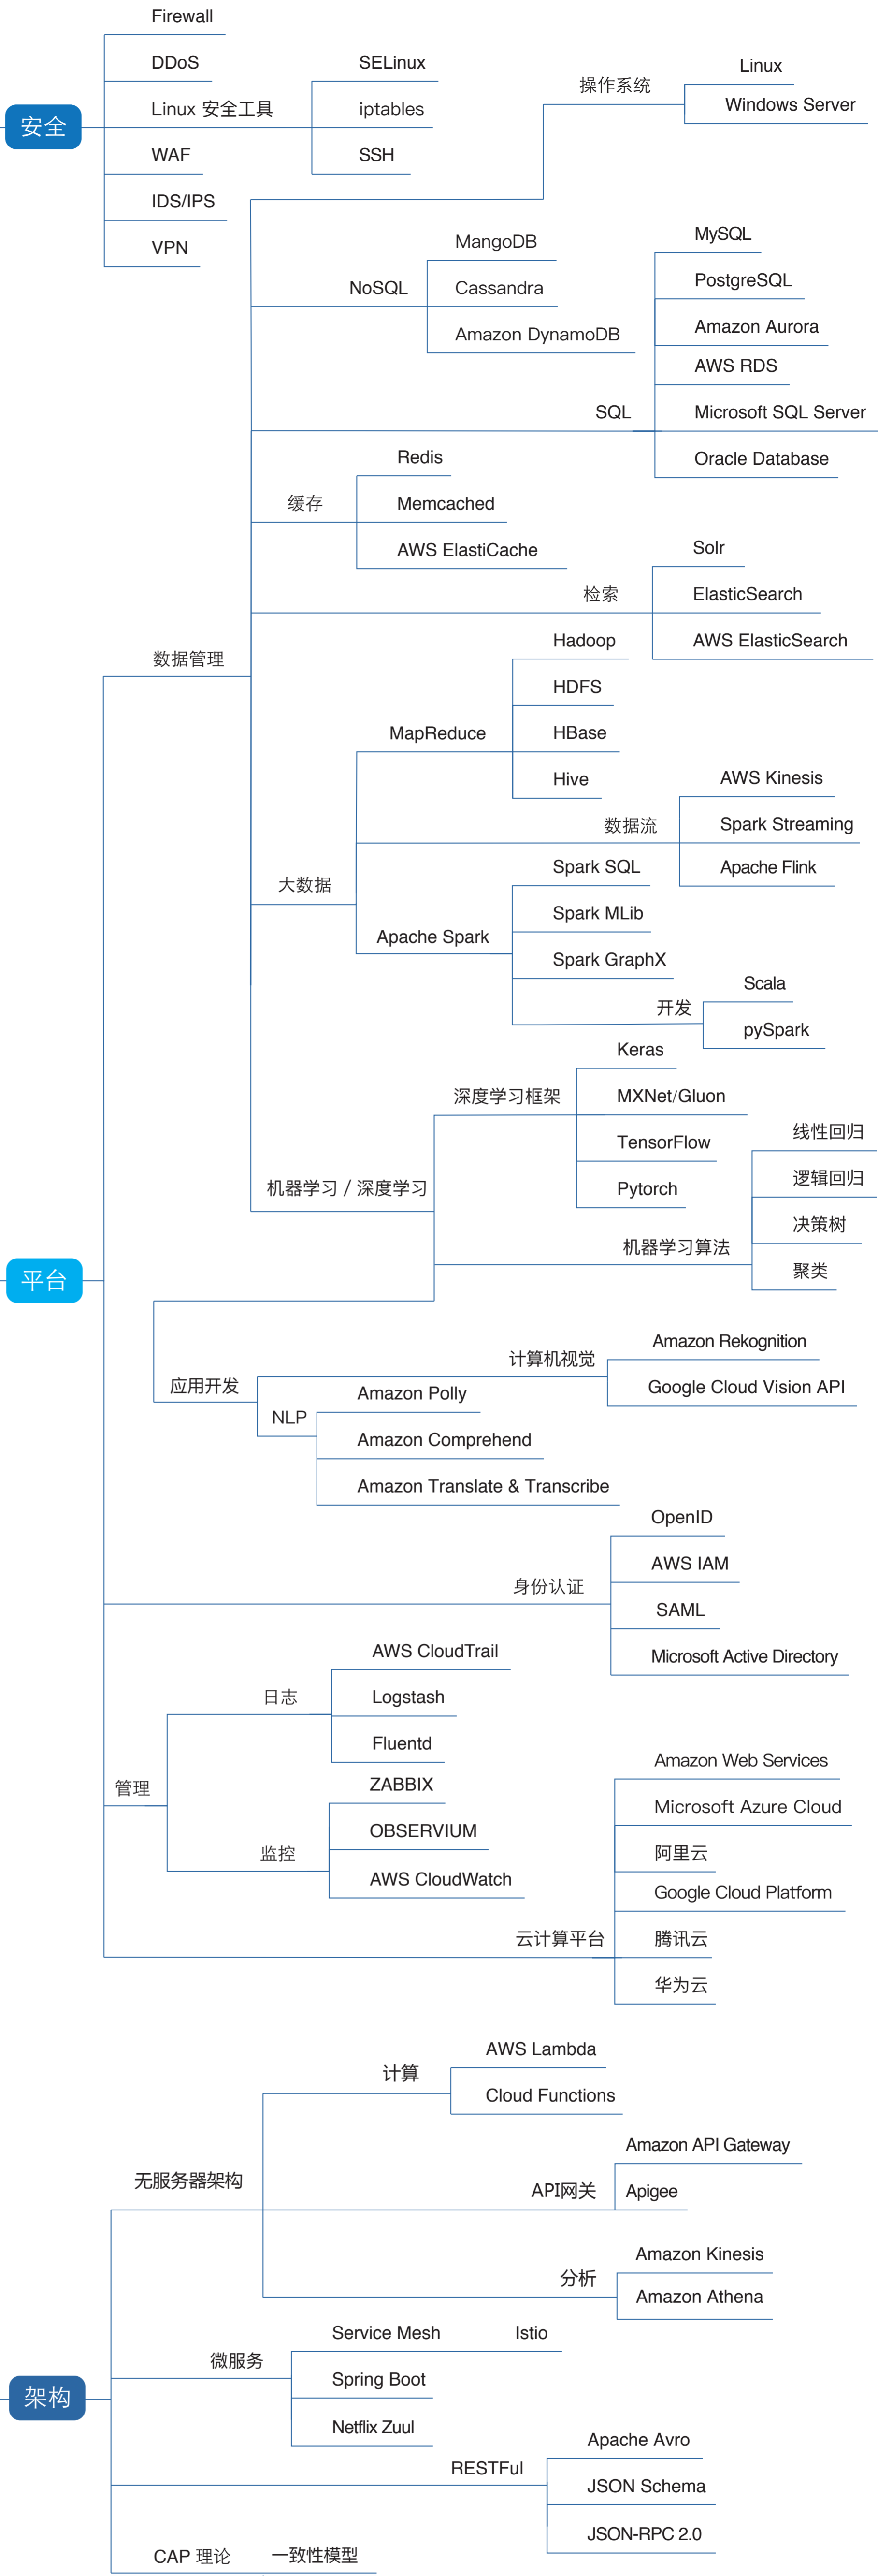 安全
Firewall
DDoS
Linux 安全工具
SELinux
iptables
SSH
WAF
IDS/IPS
VPN
平台
数据管理
操作系统
Linux
Windows Server
NoSQL
MangoDB
Cassandra
Amazon DynamoDB
SQL
MySQL
PostgreSQL
Amazon Aurora
AWS RDS
Microsoft SQL Server
Oracle Database
缓存
Redis
Memcached
AWS ElastiCache
检索
Solr
ElasticSearch
AWS ElasticSearch
大数据
MapReduce
Hadoop
HDFS
HBase
Hive
数据流
AWS Kinesis
Spark Streaming
Apache Flink
Apache Spark
Spark SQL
Spark MLib
Spark GraphX
开发
Scala
pySpark
机器学习 / 深度学习
深度学习框架
Keras
MXNet/Gluon
TensorFlow
Pytorch
机器学习算法
线性回归
逻辑回归
决策树
聚类
应用开发
计算机视觉
Amazon Rekognition
Google Cloud Vision API
NLP
Amazon Polly
Amazon Comprehend
Amazon Translate & Transcribe
身份认证
OpenID
AWS IAM
SAML
Microsoft Active Directory
管理
日志
AWS CloudTrail
Logstash
Fluentd
监控
ZABBIX
OBSERVIUM
AWS CloudWatch
云计算平台
Amazon Web Services
Microsoft Azure Cloud
阿里云
Google Cloud Platform
腾讯云
华为云
架构
无服务器架构
计算
AWS Lambda
Cloud Functions
API网关
Amazon API Gateway
Apigee
分析
Amazon Kinesis
Amazon Athena
微服务
Service Mesh
Istio
Spring Boot
Netflix Zuul
RESTFul
Apache Avro
JSON Schema
JSON-RPC 2.0
CAP 理论
一致性模型